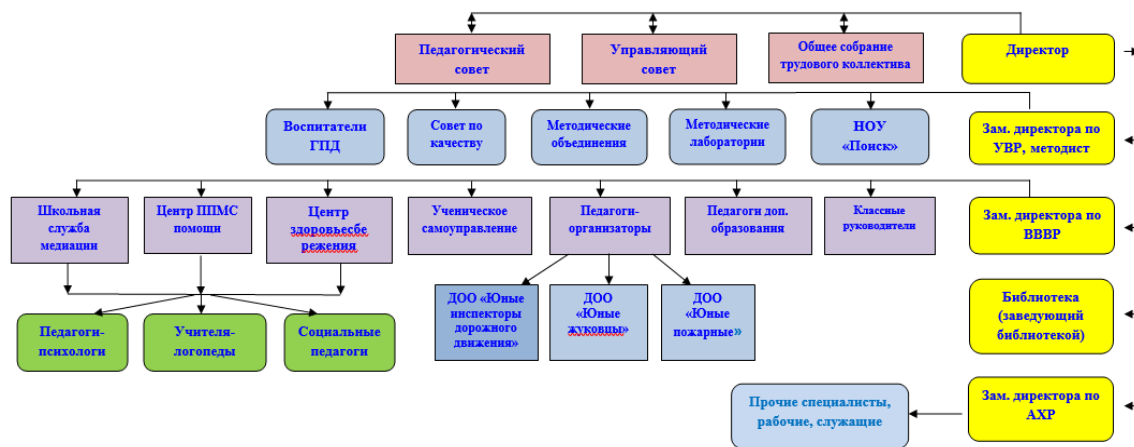 Педагогический
совет
Управляющий
совет
Общее собрание
трудового коллектива
Директор
Воспитатели
ГПД
Совет по
качеству
Методические
объединения
Методические
лаборатории
НОУ
«Поиск»
Зам. директора по
УВР, методист
Школьная
служба
медиации
Центр ППМС
помощи
Центр
здоровьесбе
режения
Ученическое
самоуправление
Педагоги-
организаторы
Педагоги доп.
образования
Классные
руководители
Зам. директора по
ВВВР
ДОО «Юные
инспекторы
дорожного
движения»
ДОО
«Юные
жуковцы»
ДОО
«Юные
пожарные»
Библиотека
(заведующий
библиотекой)
Педагоги-
психологи
Учителя-
логопеды
Социальные
педагоги
Прочие специалисты,
рабочие, служащие
Зам. директора по
АХР